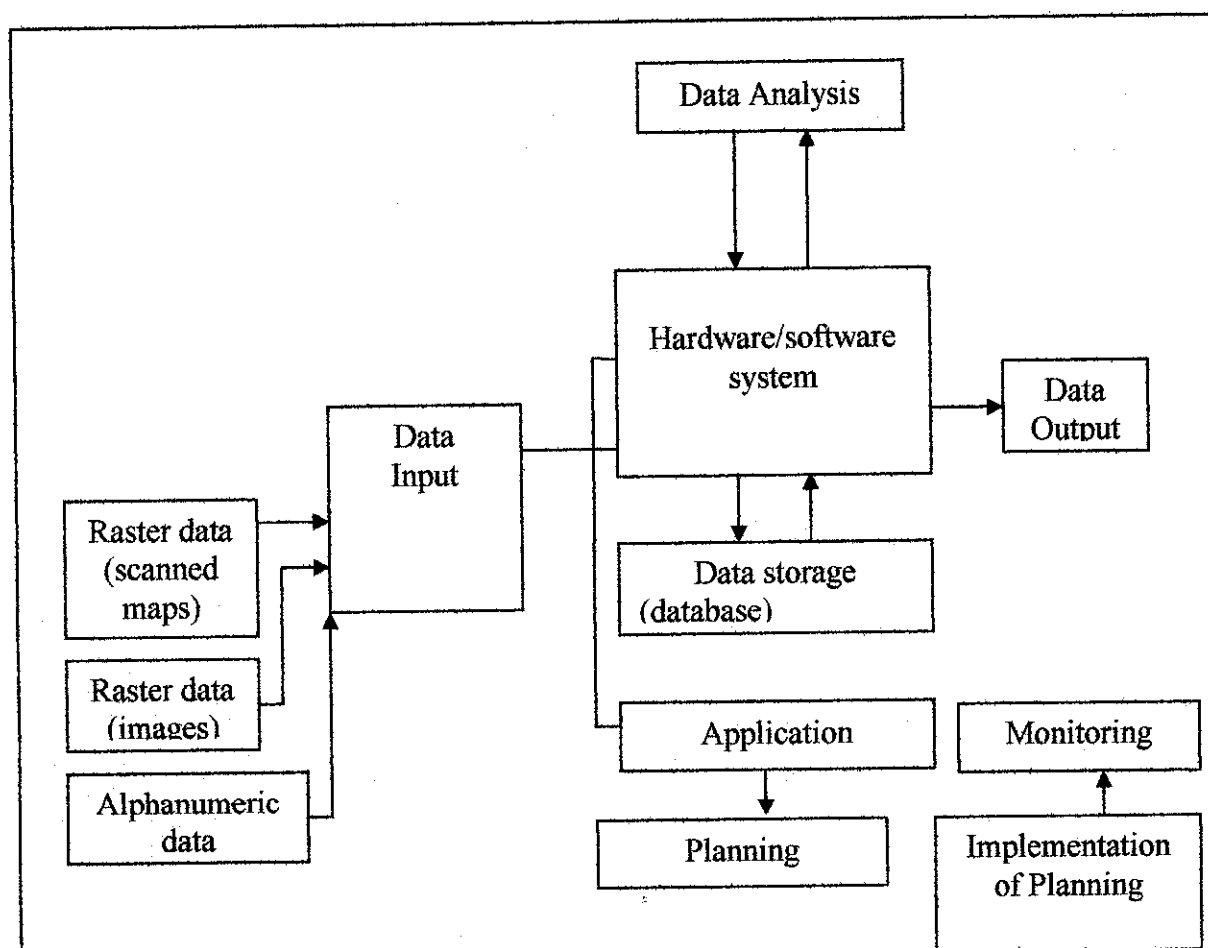 Data Analysis
Hardware/software
system
Data
Output
Data
Input
Raster data
(scanned
maps)
Data storage
(database)
Raster data
(images)
Application
Monitoring
Alphanumeric
data
Planning
Implementation
of Planning